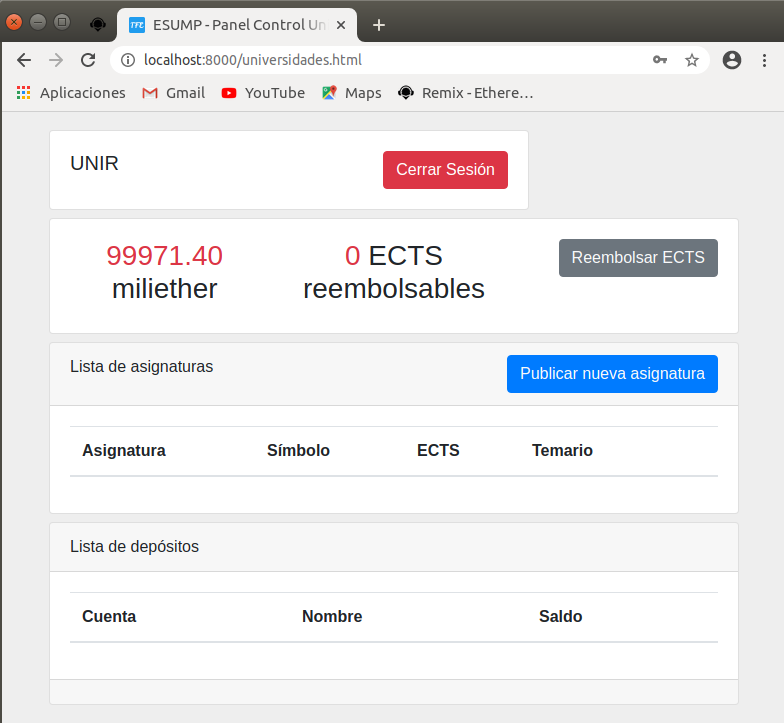 TFE ESUMP - Panel Control Un
localhost:8000/universidades.html
Aplicaciones Gmail YouTube Maps Remix - Ethere...
UNIR Cerrar Sesión
99971.40 0 ECTS Reembolsar ECTS
miliether reembolsables
Lista de asignaturas Publicar nueva asignatura
Asignatura Símbolo ECTS Temario
Lista de depósitos
Cuenta Nombre Saldo